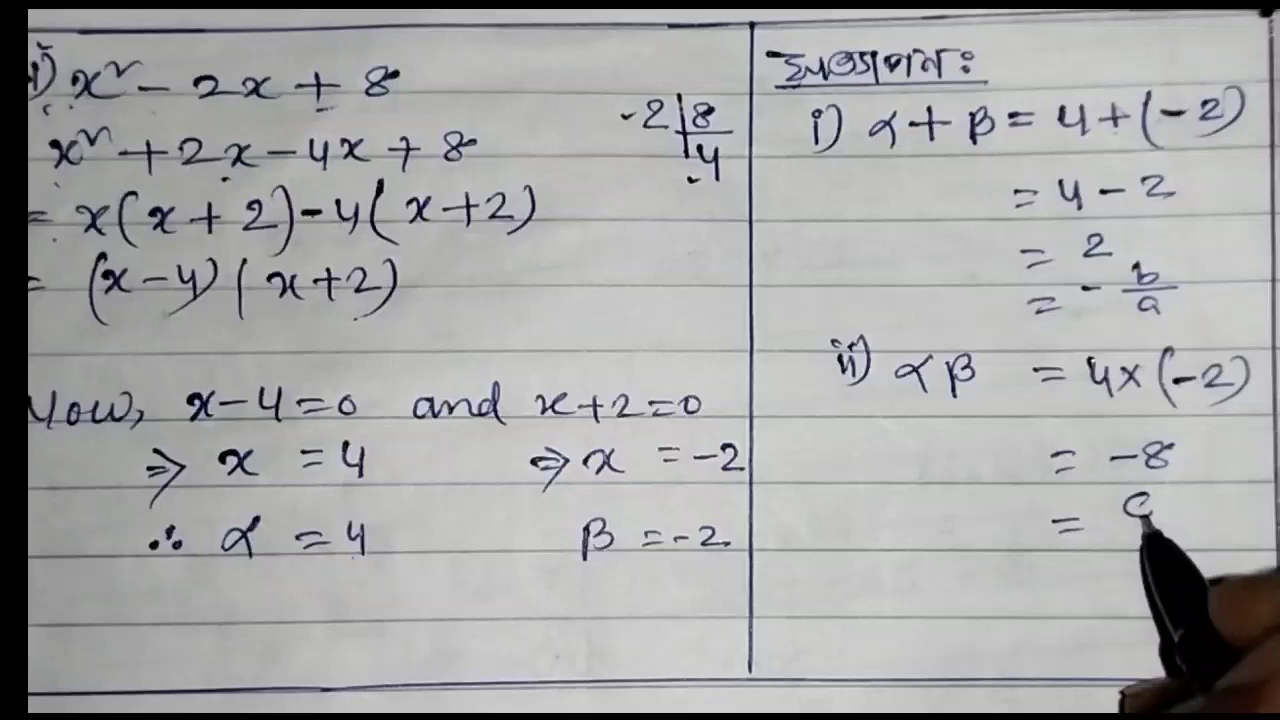 i) x² - 2x + 8
x² + 2x - 4x + 8
= x(x + 2) - 4(x + 2)
= (x - 4)(x + 2)
-2 | 8
4
Now, x - 4 = 0 and x + 2 = 0
⇒ x = 4 ⇒ x = -2
∴ α = 4 β = -2.
i) α + β = 4 + (-2)
= 4 - 2
= 2
= - b/a
ii) αβ = 4 × (-2)
= -8
= c